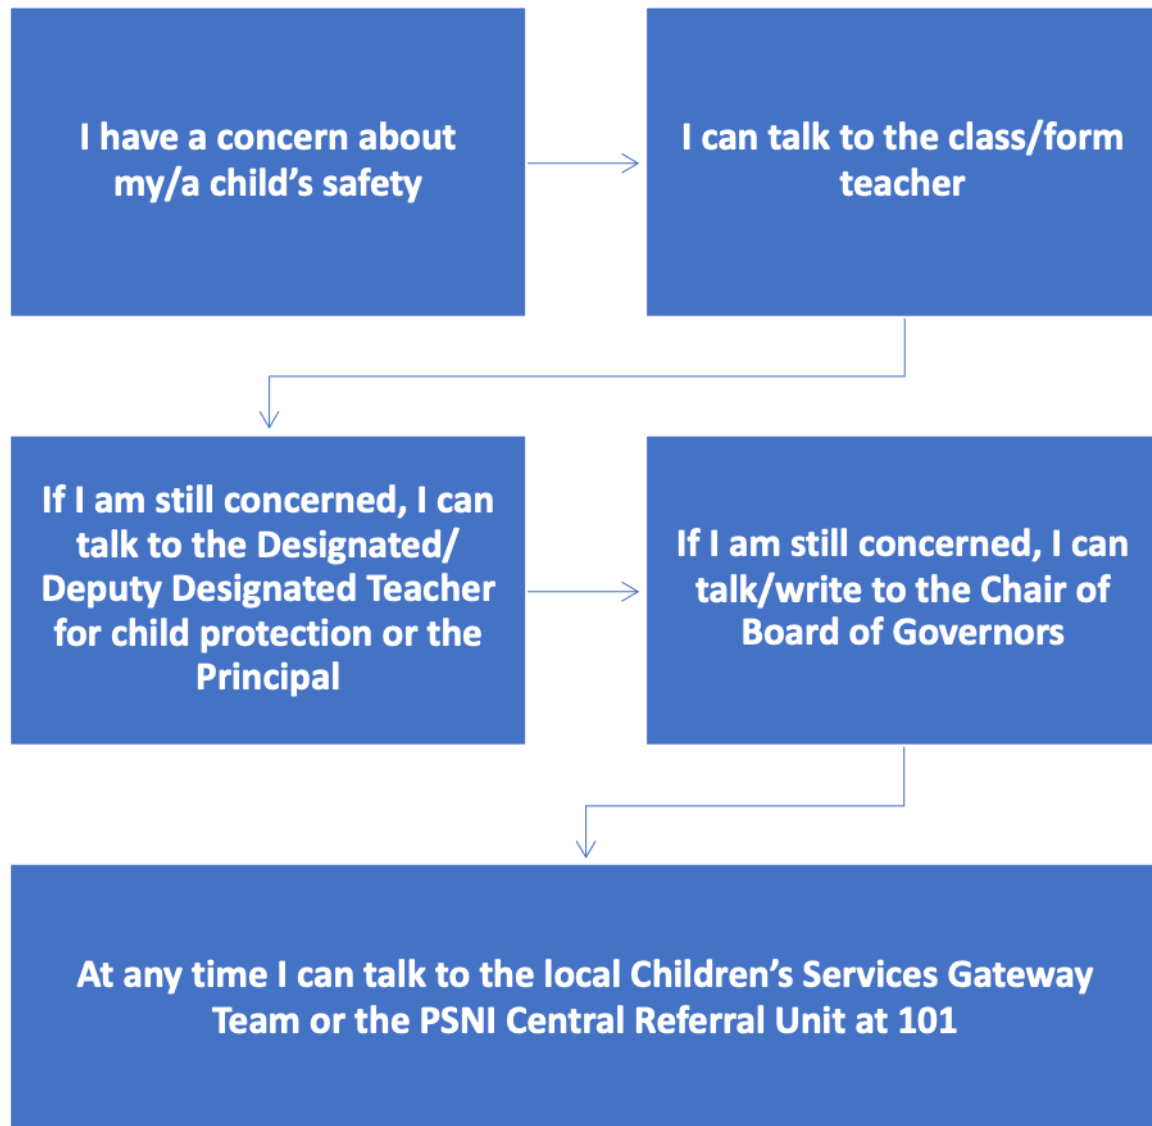 I have a concern about
my/a child’s safety
I can talk to the class/form
teacher
If I am still concerned, I can
talk to the Designated/
Deputy Designated Teacher
for child protection or the
Principal
If I am still concerned, I can
talk/write to the Chair of
Board of Governors
At any time I can talk to the local Children’s Services Gateway
Team or the PSNI Central Referral Unit at 101